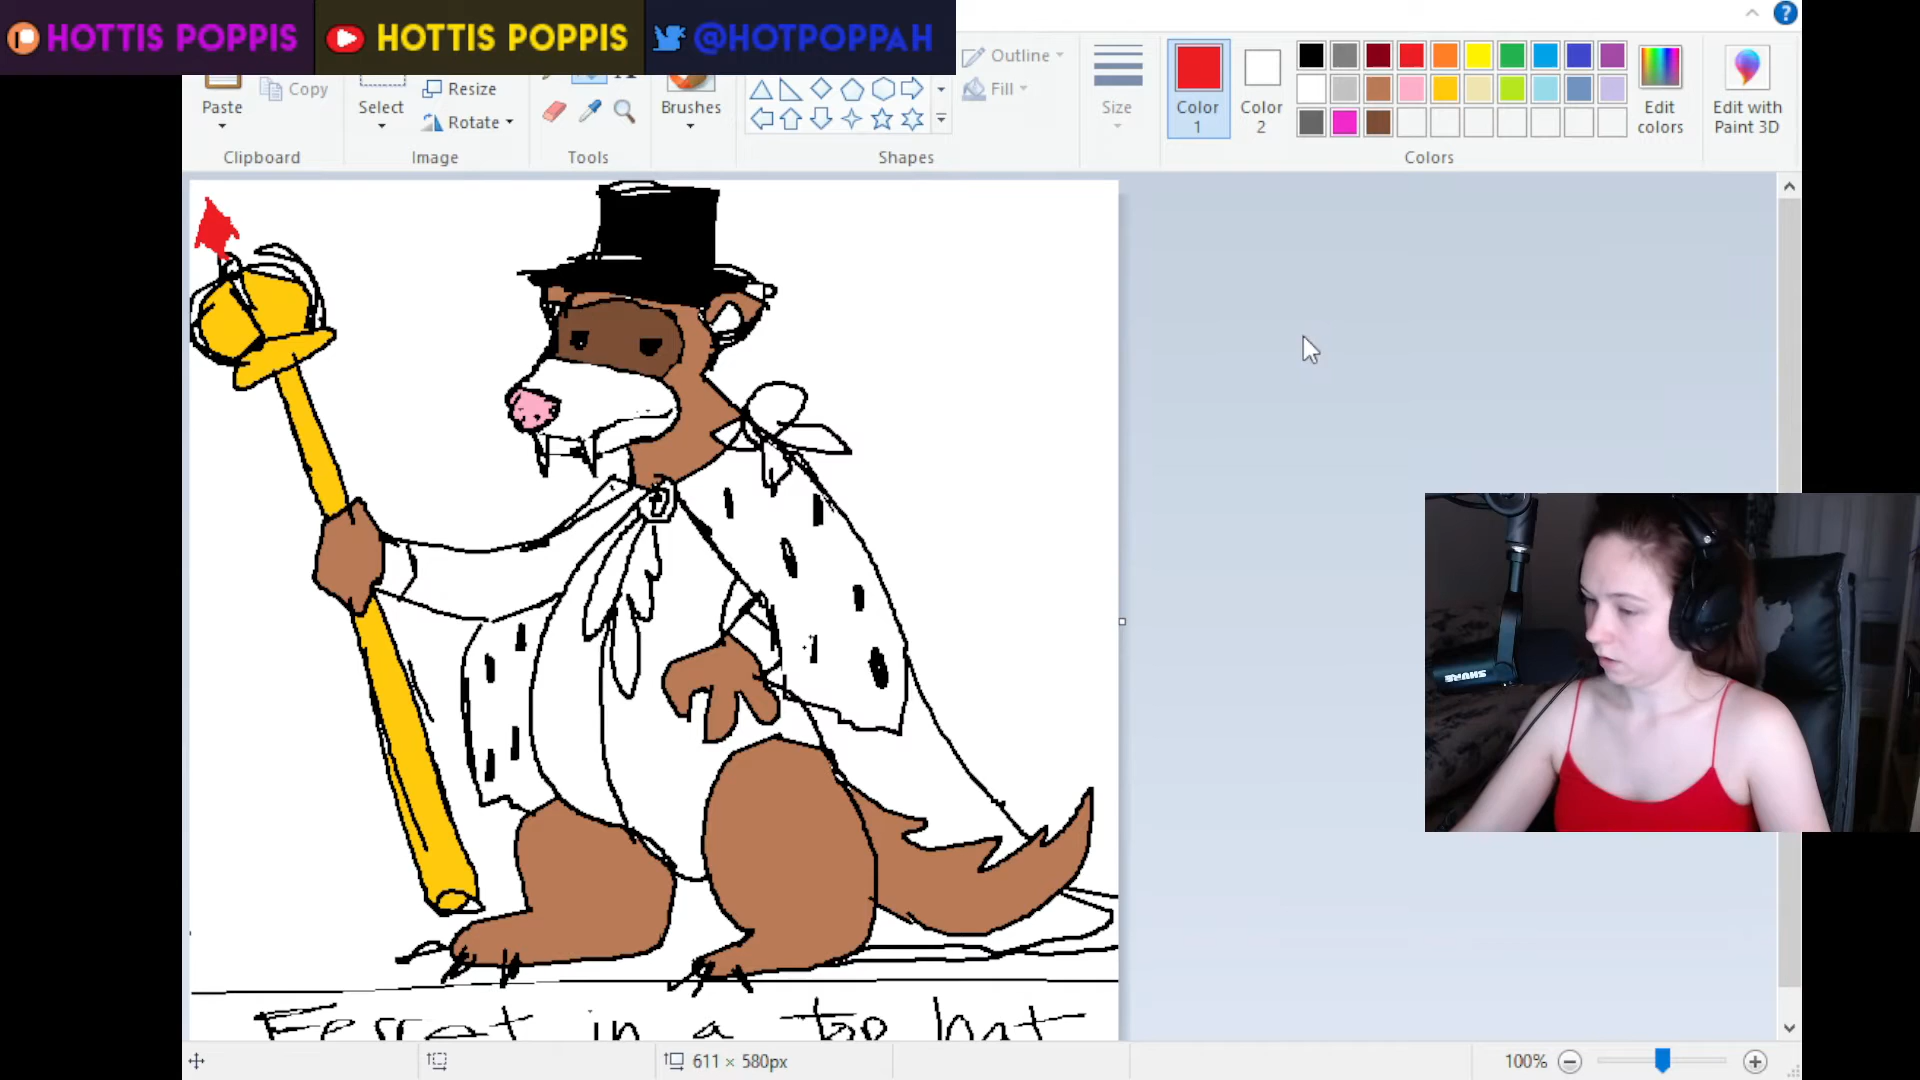 HOTTIS POPPIS HOTTIS POPPIS @HOTPOPPAH
Outline
Fill
Paste
Copy
Select
Resize
Rotate
Brushes
Size
Color 1
Color 2
Edit colors
Edit with Paint 3D
Clipboard
Image
Tools
Shapes
Colors
SHURE
Ferret in a top hat
611 × 580px
100%